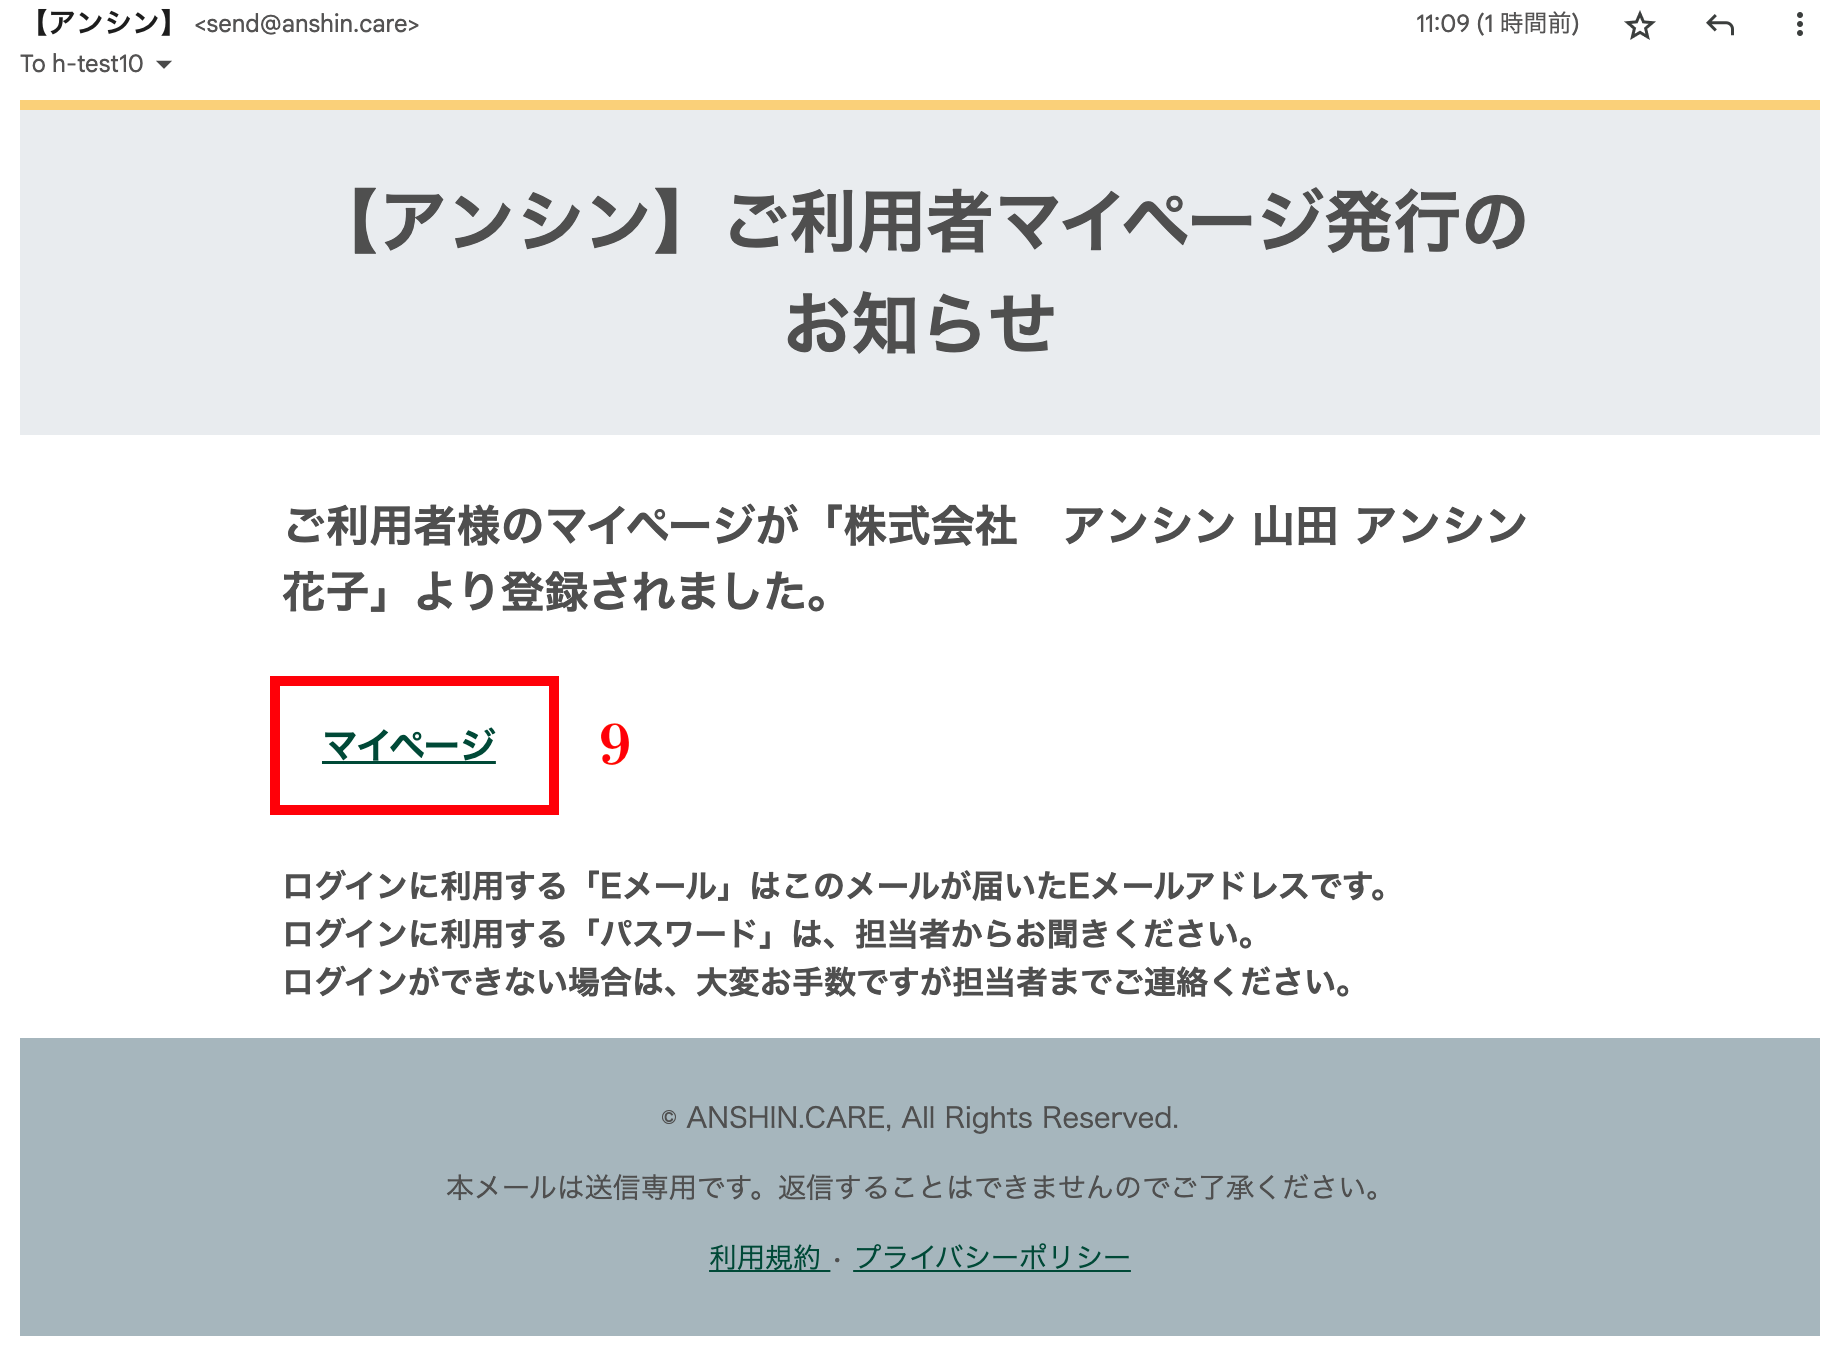 【アンシン】 <send@anshin.care>
11:09 (1 時間前)
To h-test10
【アンシン】ご利用者マイページ発行の
お知らせ
ご利用者様のマイページが「株式会社　アンシン 山田 アンシン
花子」より登録されました。
マイページ
9
ログインに利用する「Eメール」はこのメールが届いたEメールアドレスです。
ログインに利用する「パスワード」は、担当者からお聞きください。
ログインができない場合は、大変お手数ですが担当者までご連絡ください。
© ANSHIN.CARE, All Rights Reserved.
本メールは送信専用です。返信することはできませんのでご了承ください。
利用規約 · プライバシーポリシー